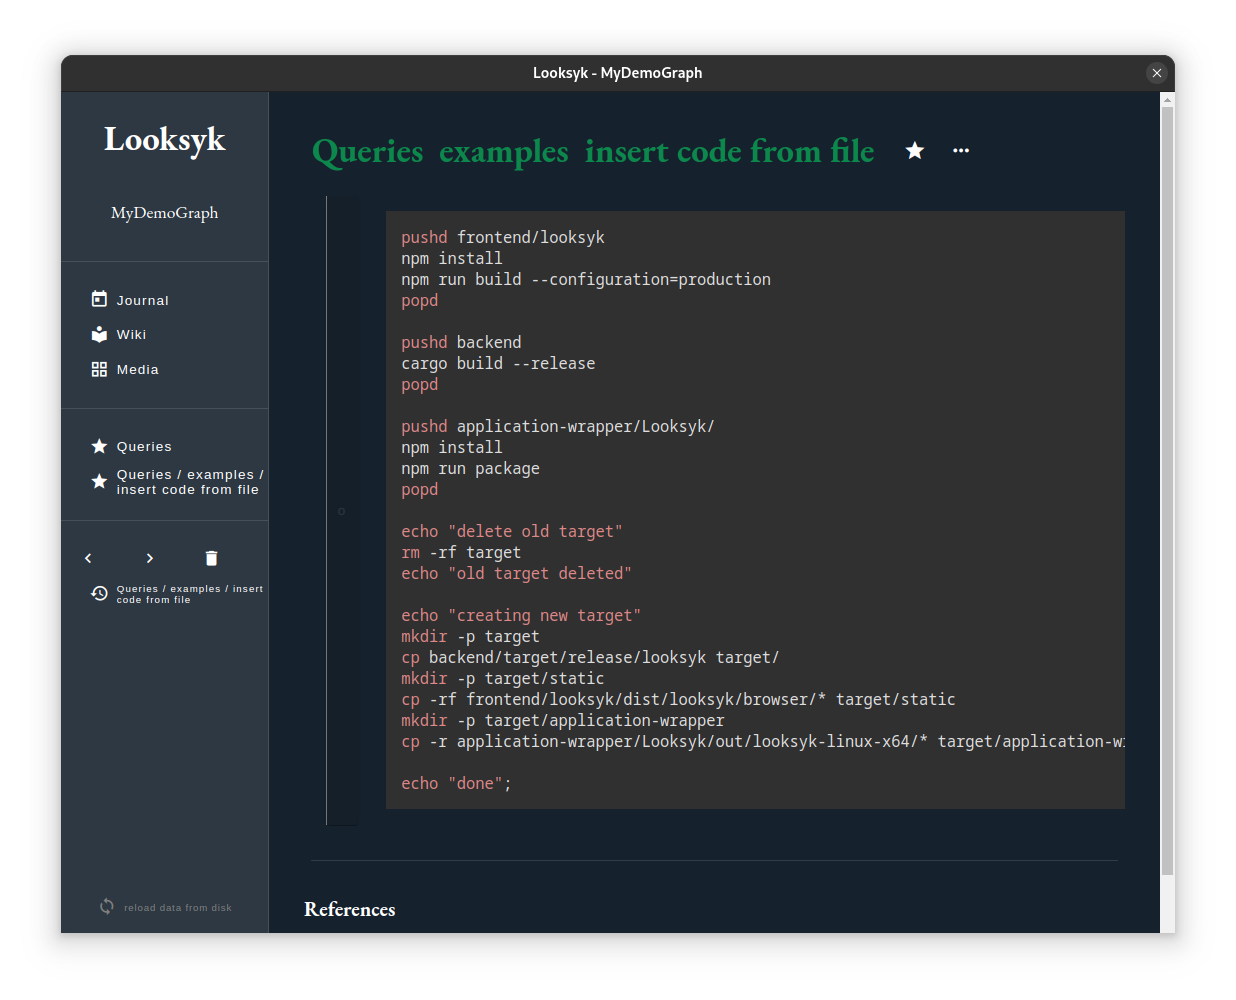 Looksyk - MyDemoGraph
Looksyk
MyDemoGraph
Journal
Wiki
Media
Queries
Queries / examples /
insert code from file
Queries / examples / insert
code from file
reload data from disk
Queries examples insert code from file
pushd frontend/looksyk
npm install
npm run build --configuration=production
popd
pushd backend
cargo build --release
popd
pushd application-wrapper/Looksyk/
npm install
npm run package
popd
echo "delete old target"
rm -rf target
echo "old target deleted"
echo "creating new target"
mkdir -p target
cp backend/target/release/looksyk target/
mkdir -p target/static
cp -rf frontend/looksyk/dist/looksyk/browser/* target/static
mkdir -p target/application-wrapper
cp -r application-wrapper/Looksyk/out/looksyk-linux-x64/* target/application-w
echo "done";
References